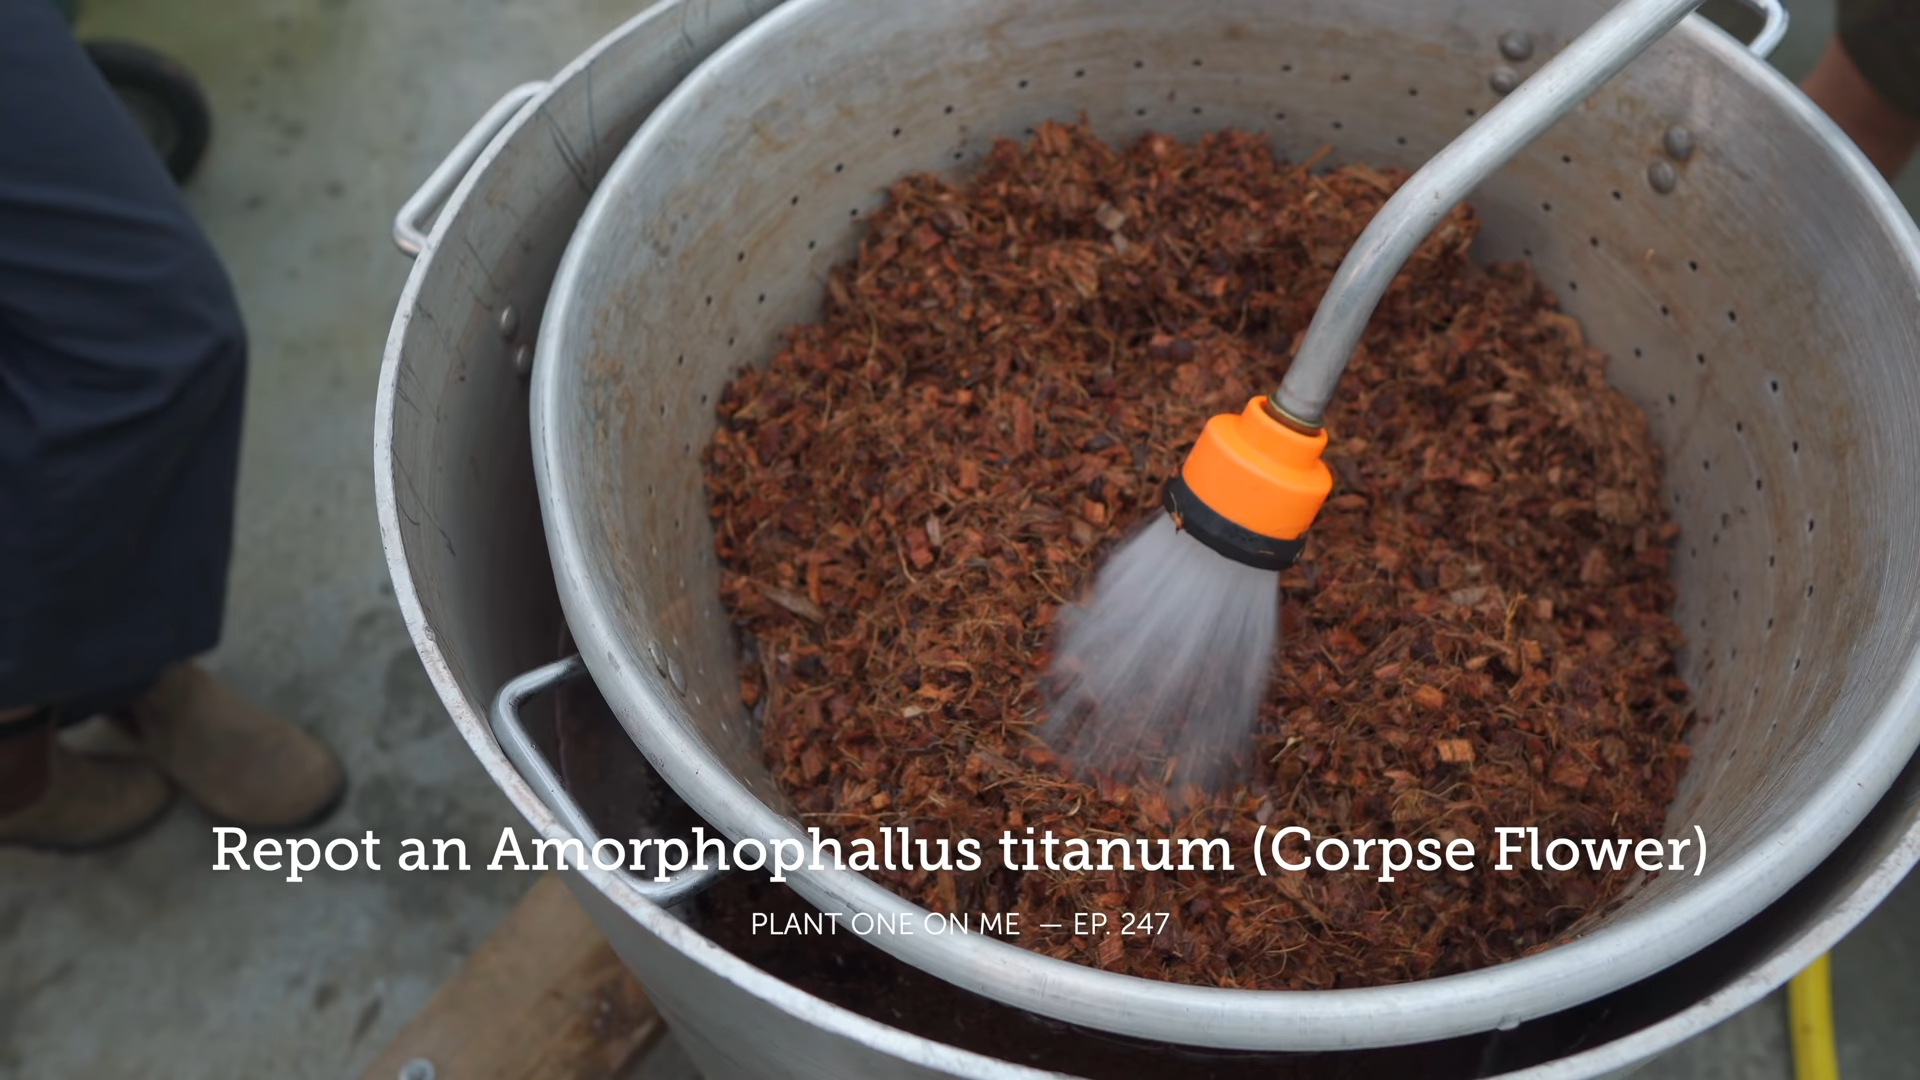 Repot an Amorphophallus titanum (Corpse Flower)
PLANT ONE ON ME — EP. 247